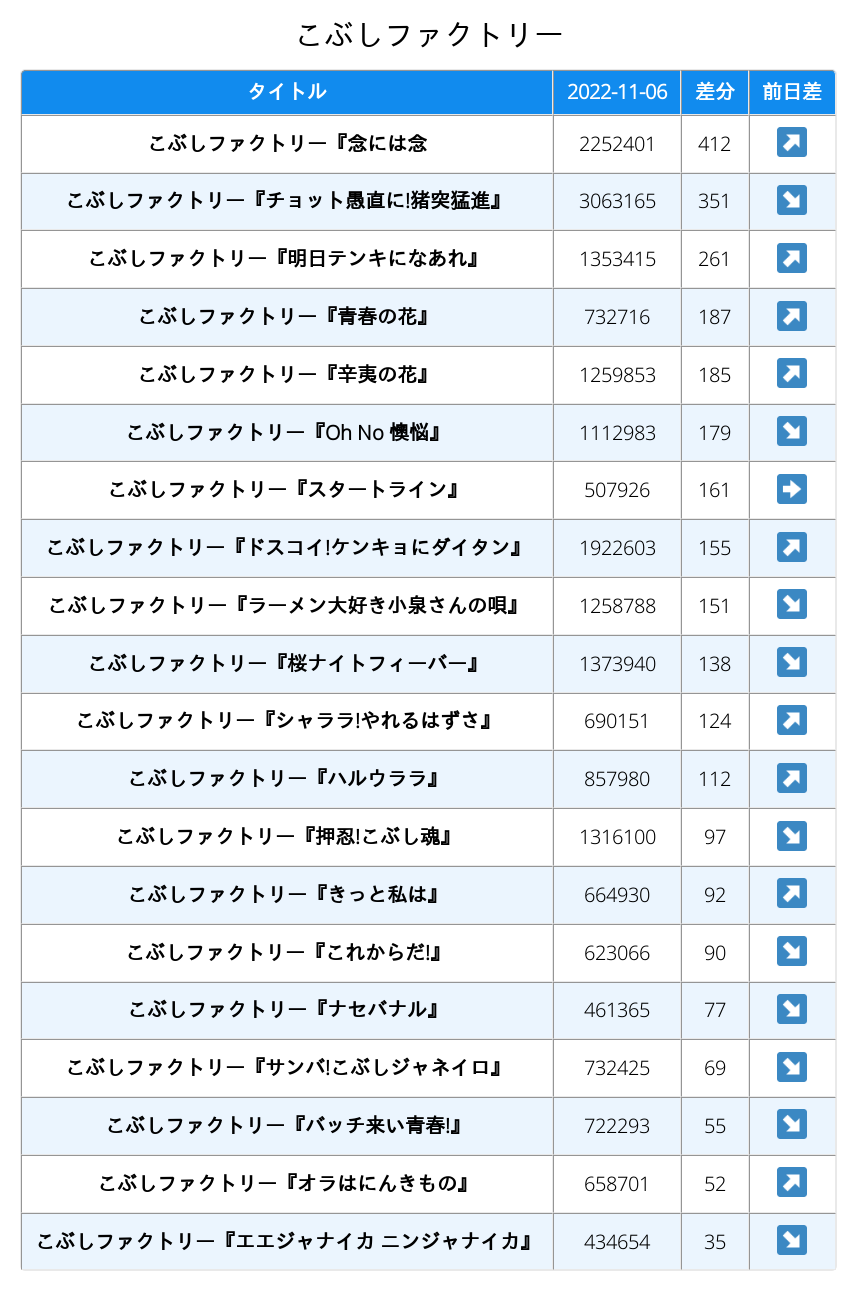 こぶしファクトリー
タイトル 2022-11-06 差分 前日差
こぶしファクトリー『念には念 2252401 412
こぶしファクトリー『チョット愚直に!猪突猛進』 3063165 351
こぶしファクトリー『明日テンキになあれ』 1353415 261
こぶしファクトリー『青春の花』 732716 187
こぶしファクトリー『辛夷の花』 1259853 185
こぶしファクトリー『Oh No 懊悩』 1112983 179
こぶしファクトリー『スタートライン』 507926 161
こぶしファクトリー『ドスコイ!ケンキョにダイタン』 1922603 155
こぶしファクトリー『ラーメン大好き小泉さんの唄』 1258788 151
こぶしファクトリー『桜ナイトフィーバー』 1373940 138
こぶしファクトリー『シャララ!やれるはずさ』 690151 124
こぶしファクトリー『ハルウララ』 857980 112
こぶしファクトリー『押忍!こぶし魂』 1316100 97
こぶしファクトリー『きっと私は』 664930 92
こぶしファクトリー『これからだ!』 623066 90
こぶしファクトリー『ナセバナル』 461365 77
こぶしファクトリー『サンバ!こぶしジャネイロ』 732425 69
こぶしファクトリー『バッチ来い青春!』 722293 55
こぶしファクトリー『オラはにんきもの』 658701 52
こぶしファクトリー『エエジャナイカ ニンジャナイカ』 434654 35